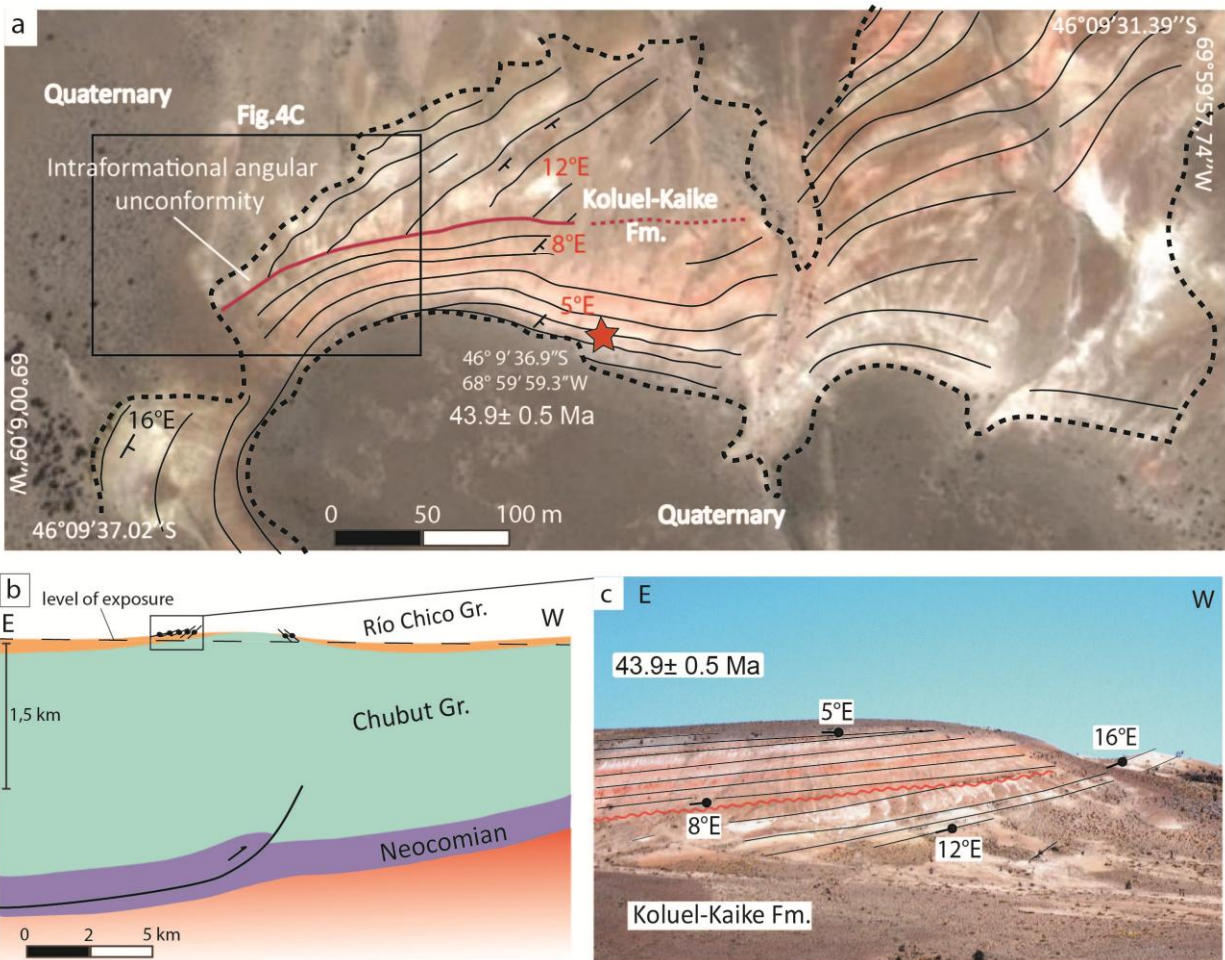 a
46°09’31.39’’S
69°59’57,74’’W
Quaternary
Fig.4C
Intraformational angular
unconformity
12°E
Koluel-Kaike
Fm.
8°E
5°E
46° 9’36.9”S
68° 59’59.3”W
43.9± 0.5 Ma
16°E
69.00’9,09’’W
46°09’37.02’’S
0 50 100 m
Quaternary
b
level of exposure
E
Río Chico Gr.
W
1,5 km
Chubut Gr.
Neocomian
0 2 5 km
c
E
W
43.9± 0.5 Ma
5°E
16°E
8°E
12°E
Koluel-Kaike Fm.